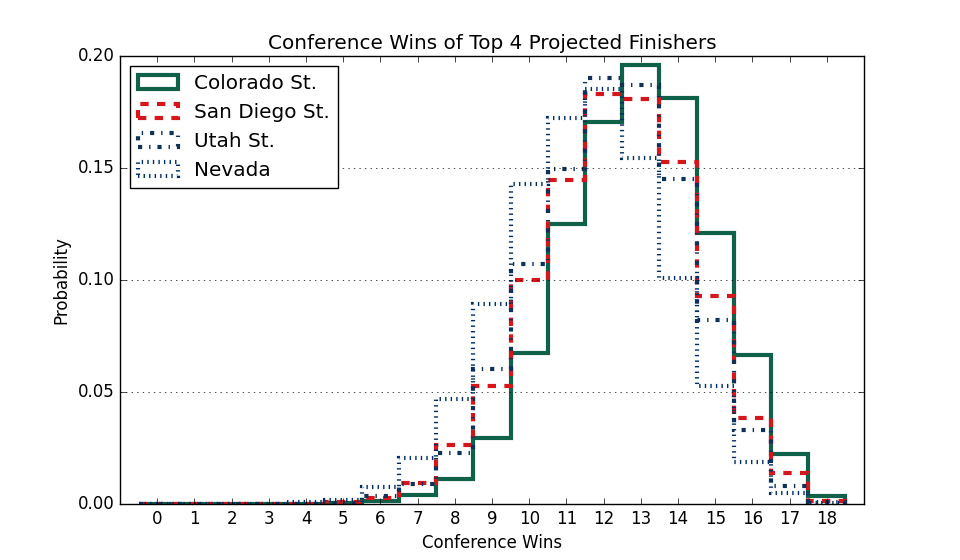 Conference Wins of Top 4 Projected Finishers
0.20
Colorado St.
San Diego St.
Utah St.
Nevada
0.15
0.10
0.05
0.00
Probability
0 1 2 3 4 5 6 7 8 9 10 11 12 13 14 15 16 17 18
Conference Wins